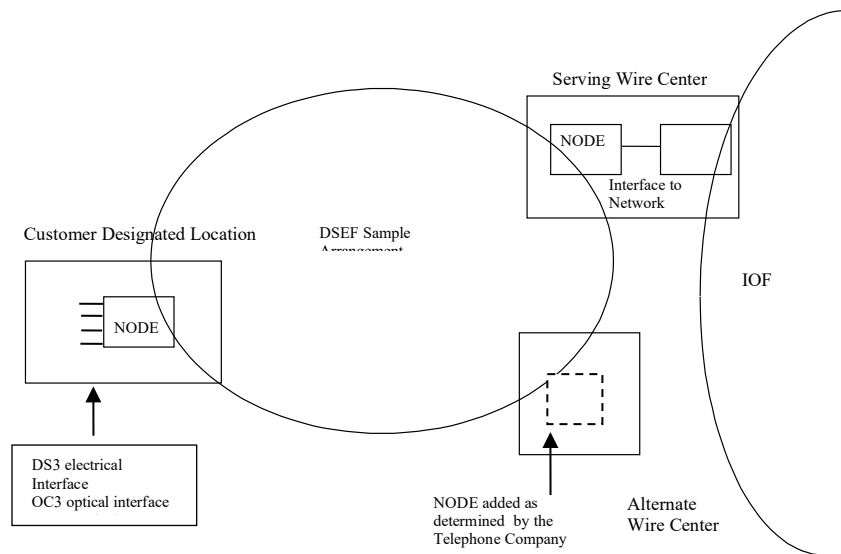 Serving Wire Center
NODE
Interface to
Network
Customer Designated Location
DSEF Sample
Arrangement
IOF
NODE
DS3 electrical
Interface
OC3 optical interface
NODE added as
determined by the
Telephone Company
Alternate
Wire Center